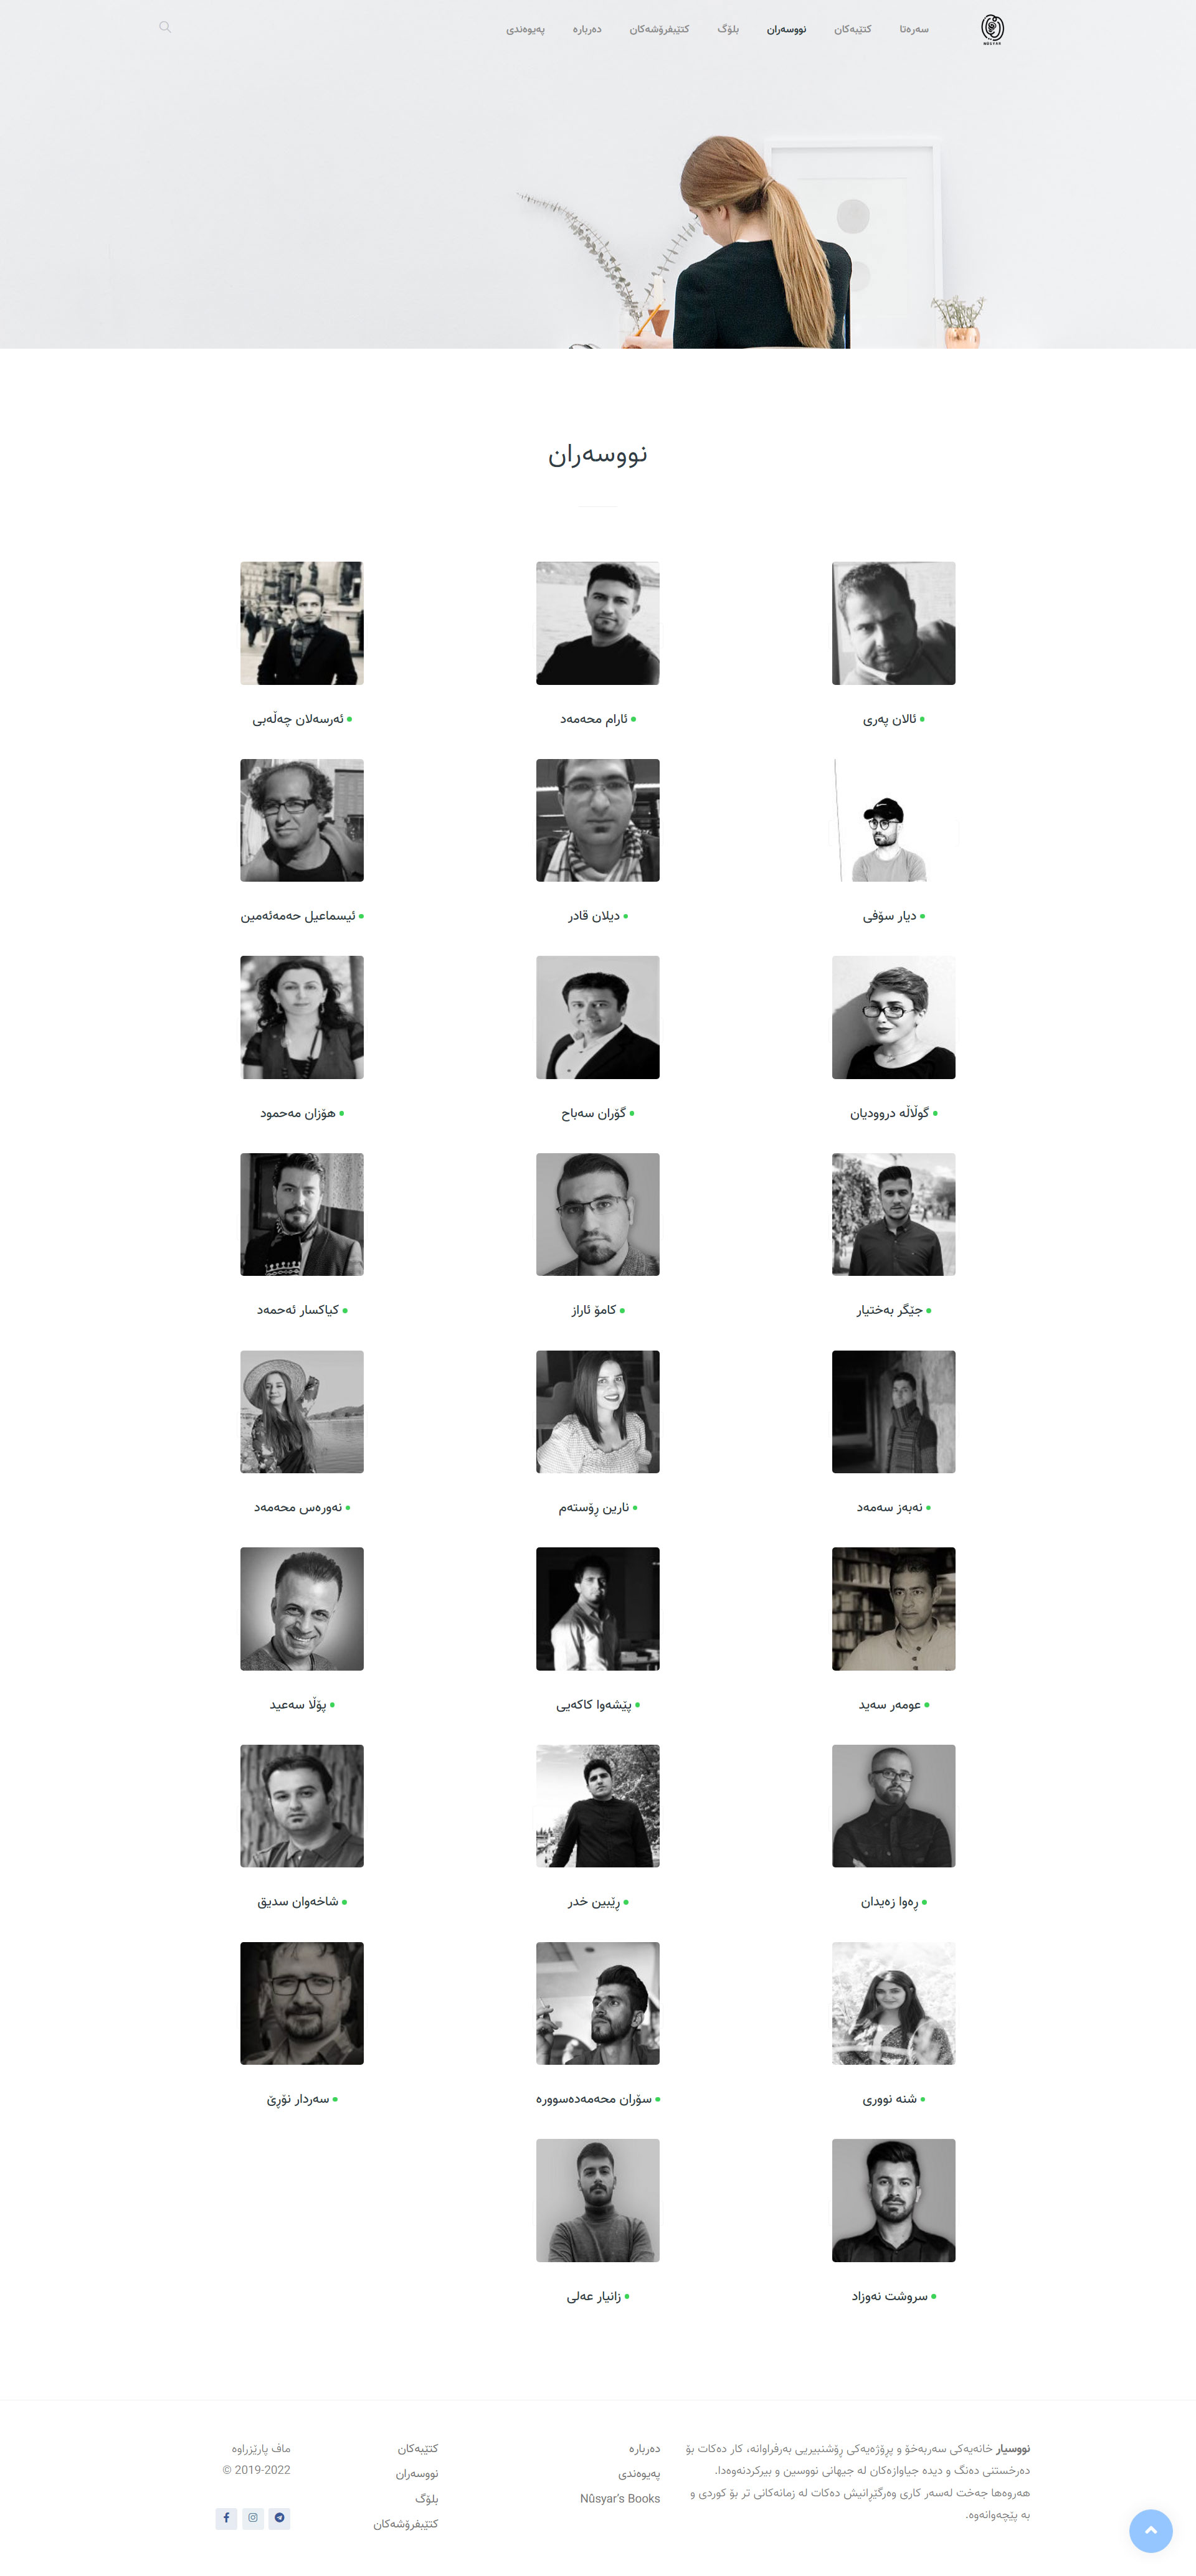 NÛSYAR
سەرەتا
کتێبەکان
نووسەران
بلۆگ
کتێبفرۆشەکان
دەربارە
پەیوەندی
نووسەران
ئالان پەری
ئارام محەمەد
ئەرسەلان چەڵەبی
دیار سۆفی
دیلان قادر
ئیسماعیل حەمەئەمین
گوڵاڵە دروودیان
گۆران سەباح
هۆزان مەحمود
جێگر بەختیار
کامۆ ئاراز
کیاکسار ئەحمەد
نەبەز سەمەد
نارین ڕۆستەم
نەورەس محەمەد
عومەر سەید
پێشەوا کاکەیی
پۆڵا سەعید
ڕەوا زەیدان
ڕێبین خدر
شاخەوان سدیق
شنە نووری
سۆران محەمەدەسوورە
سەردار نۆڕێ
سروشت نەوزاد
زانیار عەلی
نووسیار خانەیەکی سەربەخۆ و پڕۆژەیەکی ڕۆشنبیریی بەرفراوانە، کار دەکات بۆ
دەرخستنی دەنگ و دیدە جیاوازەکان لە جیهانی نووسین و بیرکردنەوەدا.
هەروەها جەخت لەسەر کاری وەرگێڕانیش دەکات لە زمانەکانی تر بۆ کوردی و
بە پێچەوانەوە.
دەربارە
پەیوەندی
Nûsyar's Books
کتێبەکان
نووسەران
بلۆگ
کتێبفرۆشەکان
ماف پارێزراوە
© 2019-2022